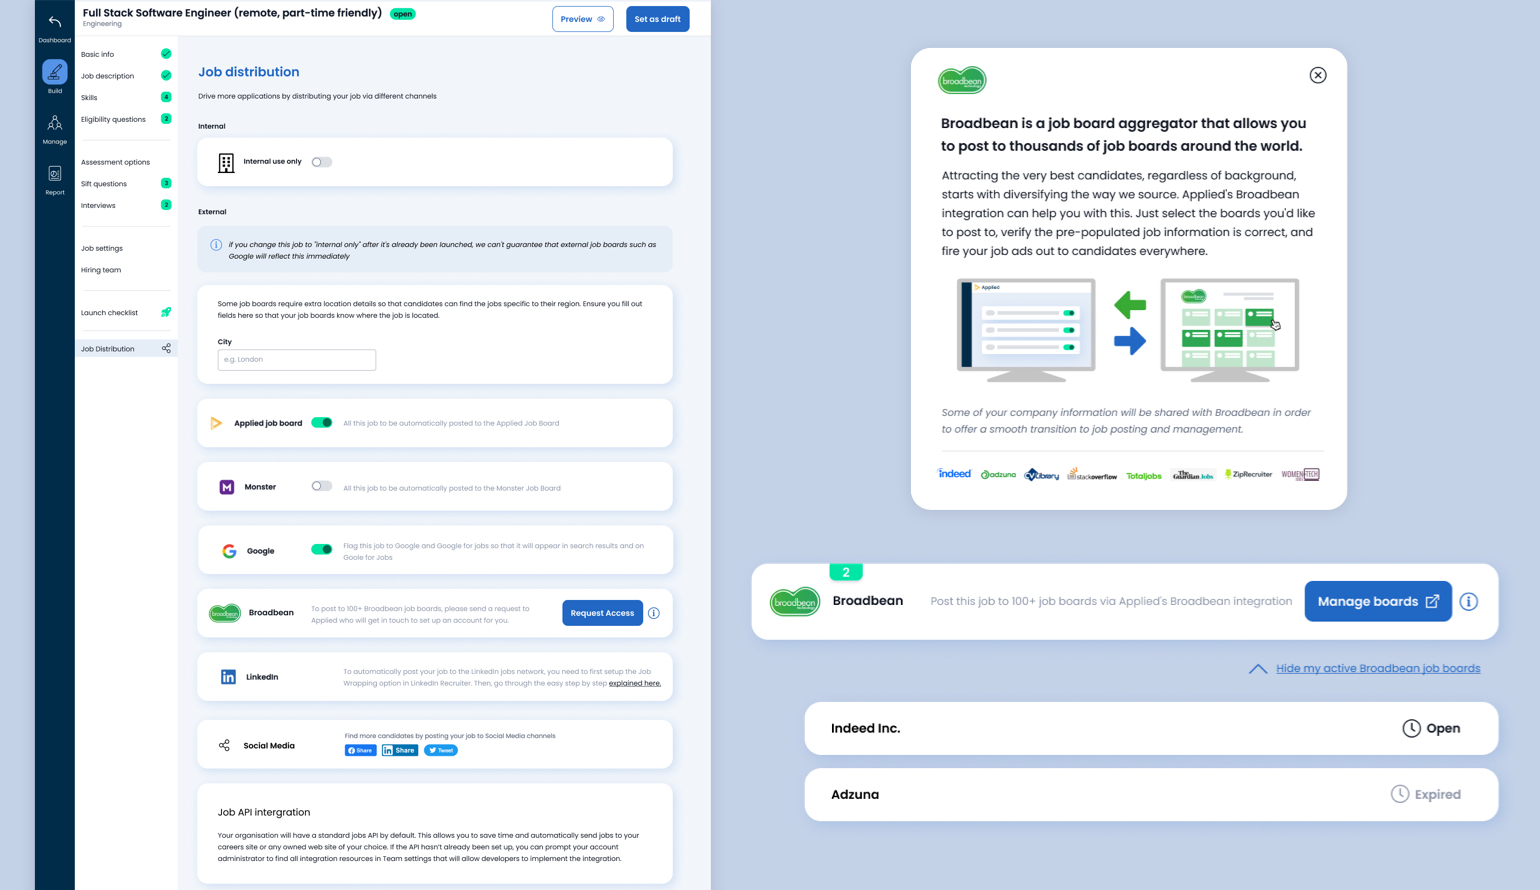 Dashboard
Build
Manage
Report
Full Stack Software Engineer (remote, part-time friendly) open
Engineering
Preview
Set as draft
Basic info
Job description
Skills 4
Eligibility questions 2
Assessment options
Sift questions 3
Interviews 2
Job settings
Hiring team
Launch checklist
Job Distribution
Job distribution
Drive more applications by distributing your job via different channels
Internal
Internal use only
External
if you change this job to "internal only" after it's already been launched, we can't guarantee that external job boards such as
Google will reflect this immediately
Some job boards require extra location details so that candidates can find the jobs specific to their region. Ensure you fill out
fields here so that your job boards know where the job is located.
City
e.g. London
Applied job board
All this job to be automatically posted to the Applied Job Board
Monster
All this job to be automatically posted to the Monster Job Board
Google
Flag this job to Google and Google for jobs so that it will appear in search results and on
Goole for Jobs
broadbean
Broadbean
To post to 100+ Broadbean job boards, please send a request to
Applied who will get in touch to set up an account for you.
Request Access
in
LinkedIn
To automatically post your job to the LinkedIn jobs network, you need to first setup the Job
Wrapping option in LinkedIn Recruiter. Then, go through the easy step by step explained here.
Social Media
Find more candidates by posting your job to Social Media channels
Share
in Share
Tweet
Job API intergration
Your organisation will have a standard jobs API by default. This allows you to save time and automatically send jobs to your
careers site or any owned web site of your choice. If the API hasn't already been set up, you can prompt your account
administrator to find all integration resources in Team settings that will allow developers to implement the integration.
broadbean
Broadbean is a job board aggregator that allows you
to post to thousands of job boards around the world.
Attracting the very best candidates, regardless of background,
starts with diversifying the way we source. Applied's Broadbean
integration can help you with this. Just select the boards you'd like
to post to, verify the pre-populated job information is correct, and
fire your job ads out to candidates everywhere.
Applied
broadbean
Some of your company information will be shared with Broadbean in order
to offer a smooth transition to job posting and management.
indeed
adzuna
CV-Library
stackoverflow
Totaljobs
The Guardian Jobs
ZipRecruiter
WOMEN TECH
2
broadbean
Broadbean
Post this job to 100+ job boards via Applied's Broadbean integration
Manage boards
Hide my active Broadbean job boards
Indeed Inc.
Open
Adzuna
Expired